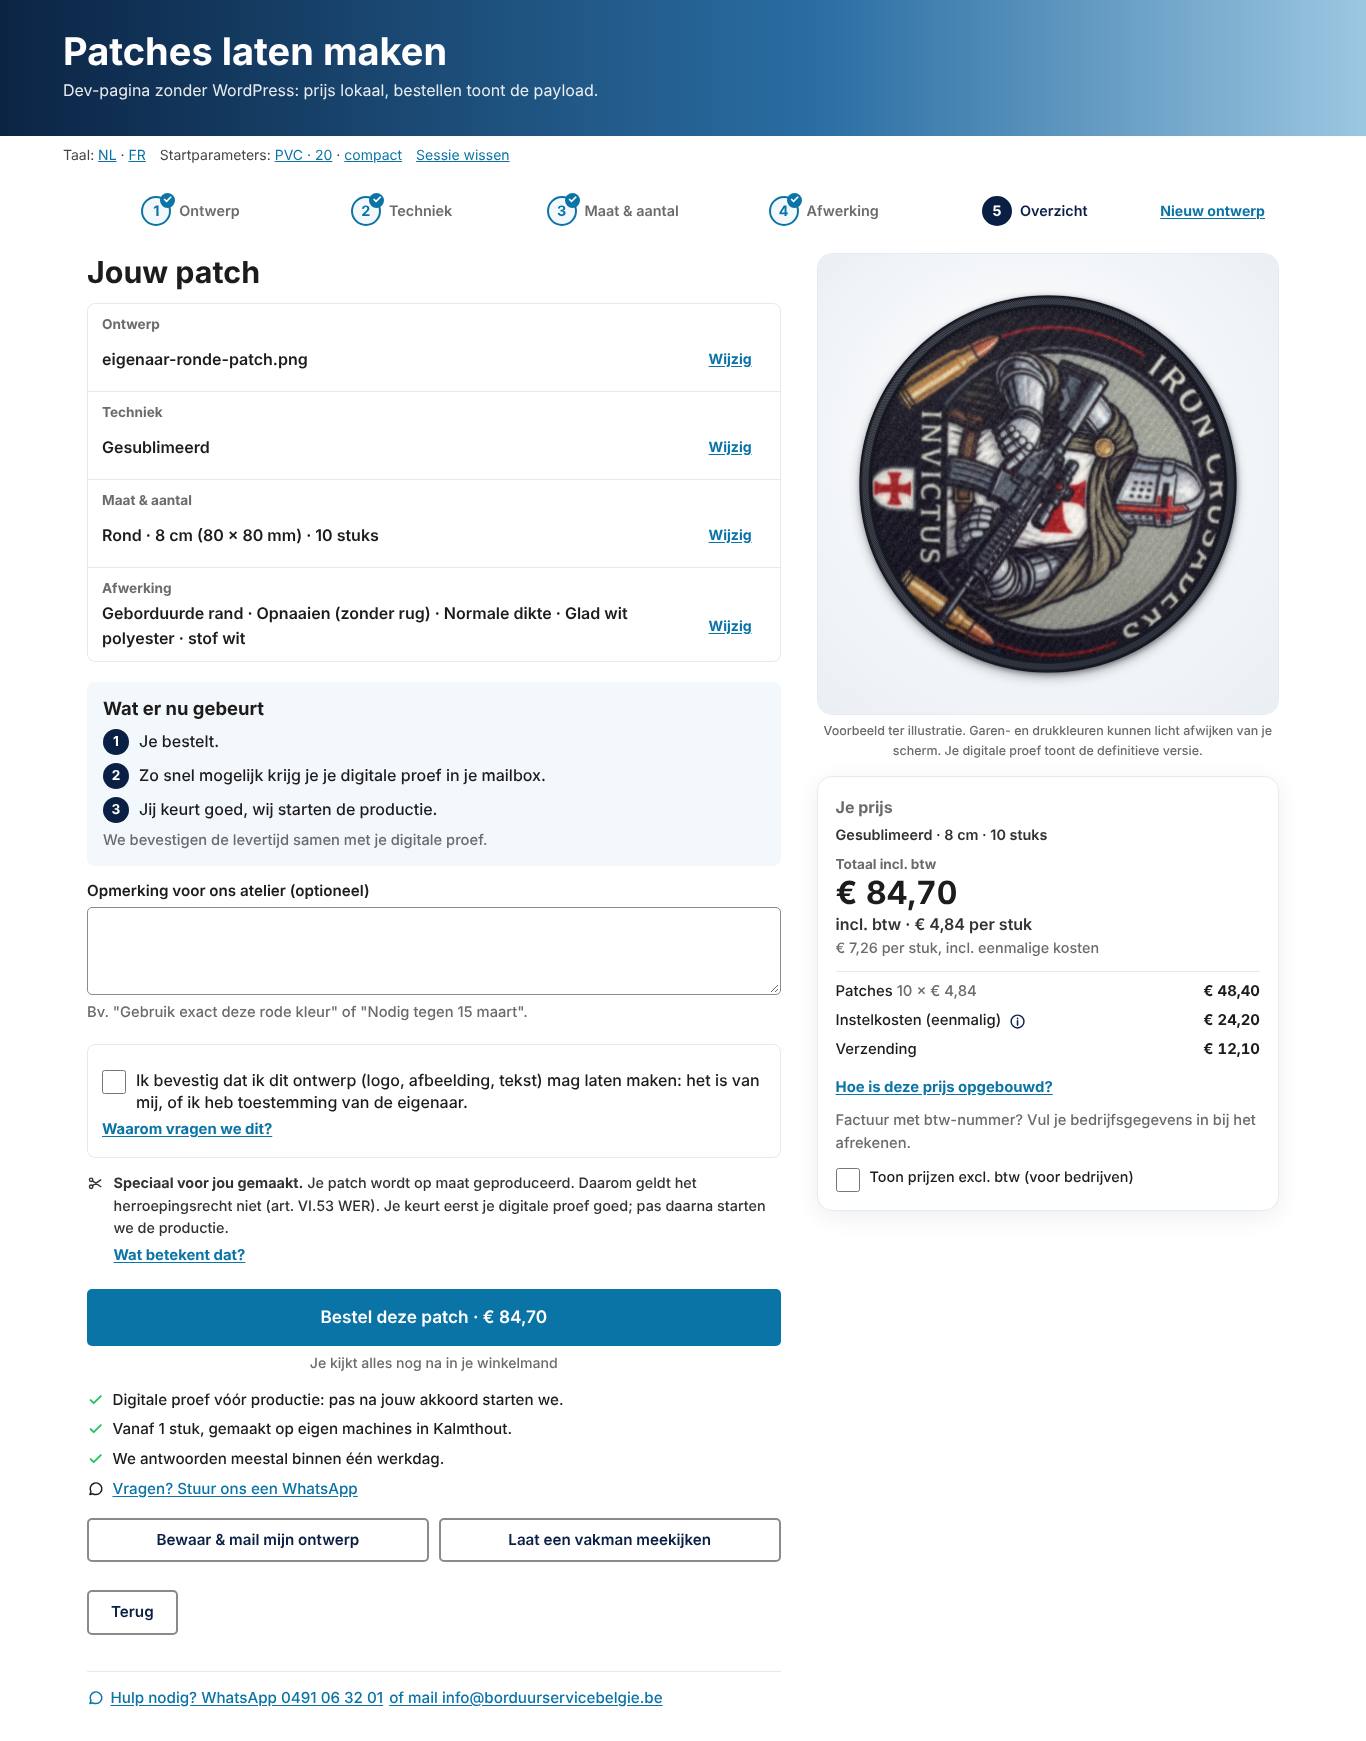 Patches laten maken
Dev-pagina zonder WordPress: prijs lokaal, bestellen toont de payload.
Taal: NL · FR Startparameters: PVC · 20 · compact Sessie wissen
1 Ontwerp
2 Techniek
3 Maat & aantal
4 Afwerking
5 Overzicht
Nieuw ontwerp
Jouw patch
Ontwerp
eigenaar-ronde-patch.png
Wijzig
Techniek
Gesublimeerd
Wijzig
Maat & aantal
Rond · 8 cm (80 × 80 mm) · 10 stuks
Wijzig
Afwerking
Geborduurde rand · Opnaaien (zonder rug) · Normale dikte · Glad wit
polyester · stof wit
Wijzig
Wat er nu gebeurt
1 Je bestelt.
2 Zo snel mogelijk krijg je je digitale proef in je mailbox.
3 Jij keurt goed, wij starten de productie.
We bevestigen de levertijd samen met je digitale proef.
Opmerking voor ons atelier (optioneel)
Bv. "Gebruik exact deze rode kleur" of "Nodig tegen 15 maart".
Ik bevestig dat ik dit ontwerp (logo, afbeelding, tekst) mag laten maken: het is van
mij, of ik heb toestemming van de eigenaar.
Waarom vragen we dit?
Speciaal voor jou gemaakt. Je patch wordt op maat geproduceerd. Daarom geldt het
herroepingsrecht niet (art. VI.53 WER). Je keurt eerst je digitale proef goed; pas daarna starten
we de productie.
Wat betekent dat?
Bestel deze patch · € 84,70
Je kijkt alles nog na in je winkelmand
Digitale proef vóór productie: pas na jouw akkoord starten we.
Vanaf 1 stuk, gemaakt op eigen machines in Kalmthout.
We antwoorden meestal binnen één werkdag.
Vragen? Stuur ons een WhatsApp
Bewaar & mail mijn ontwerp
Laat een vakman meekijken
Terug
Hulp nodig? WhatsApp 0491 06 32 01 of mail info@borduurservicebelgie.be
IRON CRUSADERS
INVICTUS
Voorbeeld ter illustratie. Garen- en drukkleuren kunnen licht afwijken van je
scherm. Je digitale proef toont de definitieve versie.
Je prijs
Gesublimeerd · 8 cm · 10 stuks
Totaal incl. btw
€ 84,70
incl. btw · € 4,84 per stuk
€ 7,26 per stuk, incl. eenmalige kosten
Patches 10 × € 4,84 € 48,40
Instelkosten (eenmalig) € 24,20
Verzending € 12,10
Hoe is deze prijs opgebouwd?
Factuur met btw-nummer? Vul je bedrijfsgegevens in bij het
afrekenen.
Toon prijzen excl. btw (voor bedrijven)